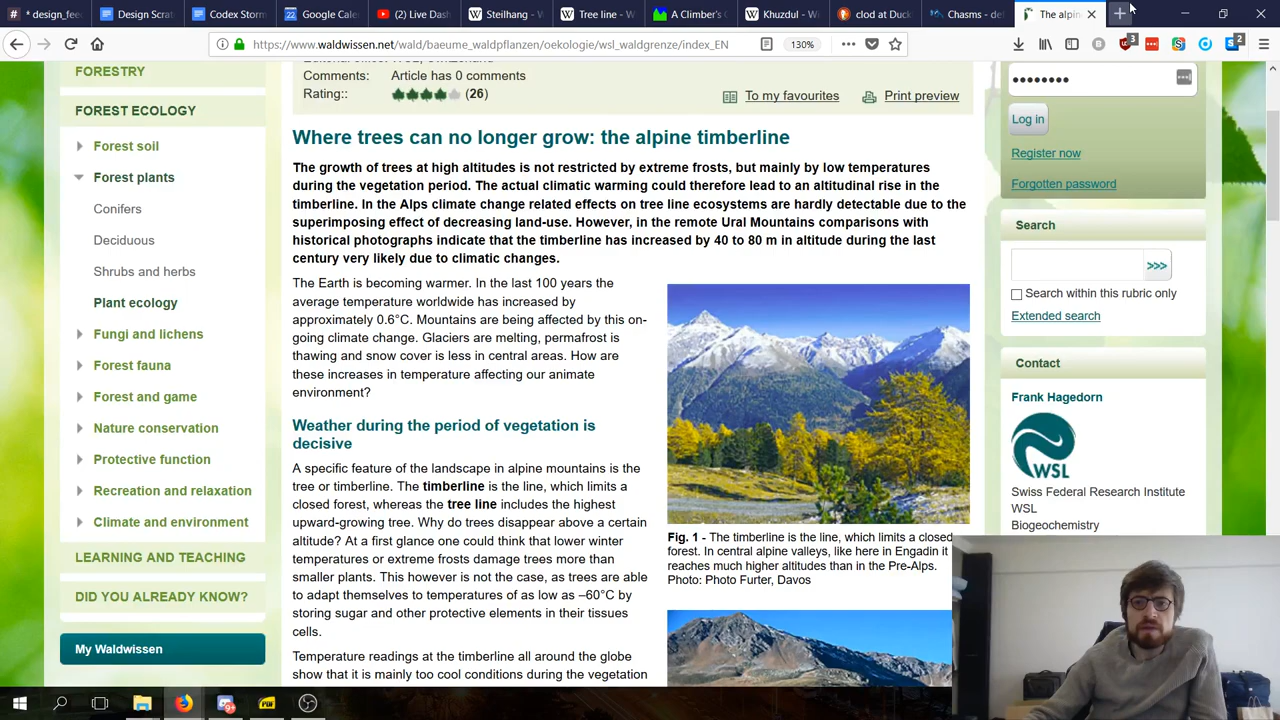 * design_feec
Design Scrat
Codex Storm
Google Cale
(2) Live Dash
Steilhang - W
Tree line - W
A Climber's G
Khuzdul - W
clod at Duck
Chasms - def
The alpin
https://www.waldwissen.net/wald/baeume_waldpflanzen/oekologie/wsl_waldgrenze/index_EN
130%
3
2
FORESTRY
FOREST ECOLOGY
Forest soil
Forest plants
Conifers
Deciduous
Shrubs and herbs
Plant ecology
Fungi and lichens
Forest fauna
Forest and game
Nature conservation
Protective function
Recreation and relaxation
Climate and environment
LEARNING AND TEACHING
DID YOU ALREADY KNOW?
My Waldwissen
Comments: Article has 0 comments
Rating:: (26)
To my favourites
Print preview
Where trees can no longer grow: the alpine timberline
The growth of trees at high altitudes is not restricted by extreme frosts, but mainly by low temperatures
during the vegetation period. The actual climatic warming could therefore lead to an altitudinal rise in the
timberline. In the Alps climate change related effects on tree line ecosystems are hardly detectable due to the
superimposing effect of decreasing land-use. However, in the remote Ural Mountains comparisons with
historical photographs indicate that the timberline has increased by 40 to 80 m in altitude during the last
century very likely due to climatic changes.
The Earth is becoming warmer. In the last 100 years the
average temperature worldwide has increased by
approximately 0.6°C. Mountains are being affected by this on-
going climate change. Glaciers are melting, permafrost is
thawing and snow cover is less in central areas. How are
these increases in temperature affecting our animate
environment?
Weather during the period of vegetation is
decisive
A specific feature of the landscape in alpine mountains is the
tree or timberline. The timberline is the line, which limits a
closed forest, whereas the tree line includes the highest
upward-growing tree. Why do trees disappear above a certain
altitude? At a first glance one could think that lower winter
temperatures or extreme frosts damage trees more than
smaller plants. This however is not the case, as trees are able
to adapt themselves to temperatures of as low as –60°C by
storing sugar and other protective elements in their tissues
cells.
Temperature readings at the timberline all around the globe
show that it is mainly too cool conditions during the vegetation
Fig. 1 - The timberline is the line, which limits a closed
forest. In central alpine valleys, like here in Engadin it
reaches much higher altitudes than in the Pre-Alps.
Photo: Photo Furter, Davos
Log in
Register now
Forgotten password
Search
>>>
Search within this rubric only
Extended search
Contact
Frank Hagedorn
WSL
Swiss Federal Research Institute
WSL
Biogeochemistry